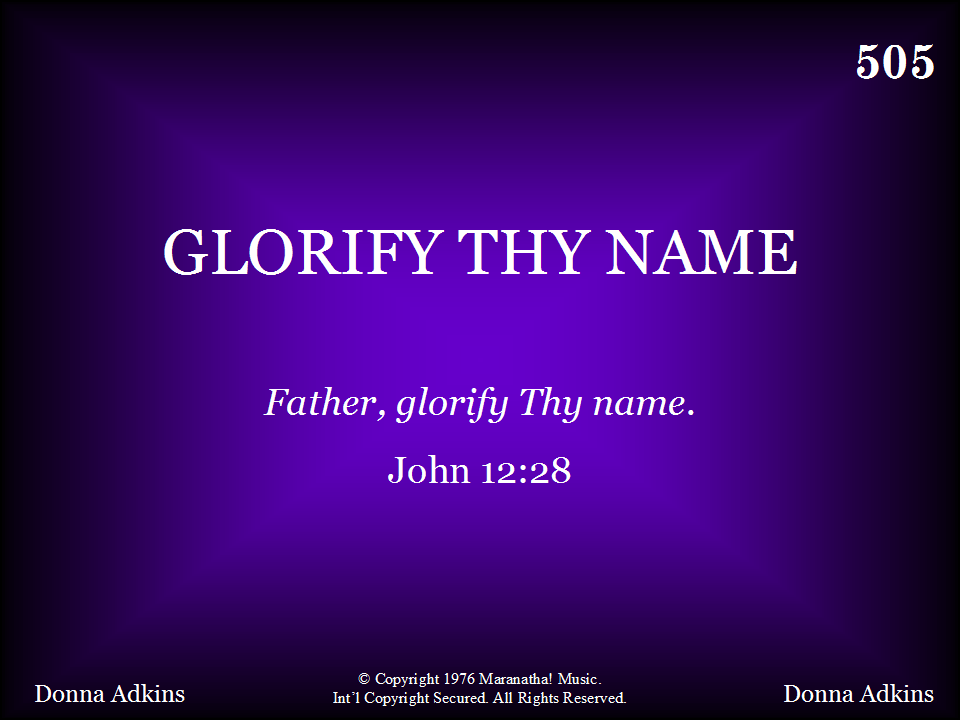 505
GLORIFY THY NAME
Father, glorify Thy name.
John 12:28
Donna Adkins
© Copyright 1976 Maranatha! Music.
Int’l Copyright Secured. All Rights Reserved.
Donna Adkins